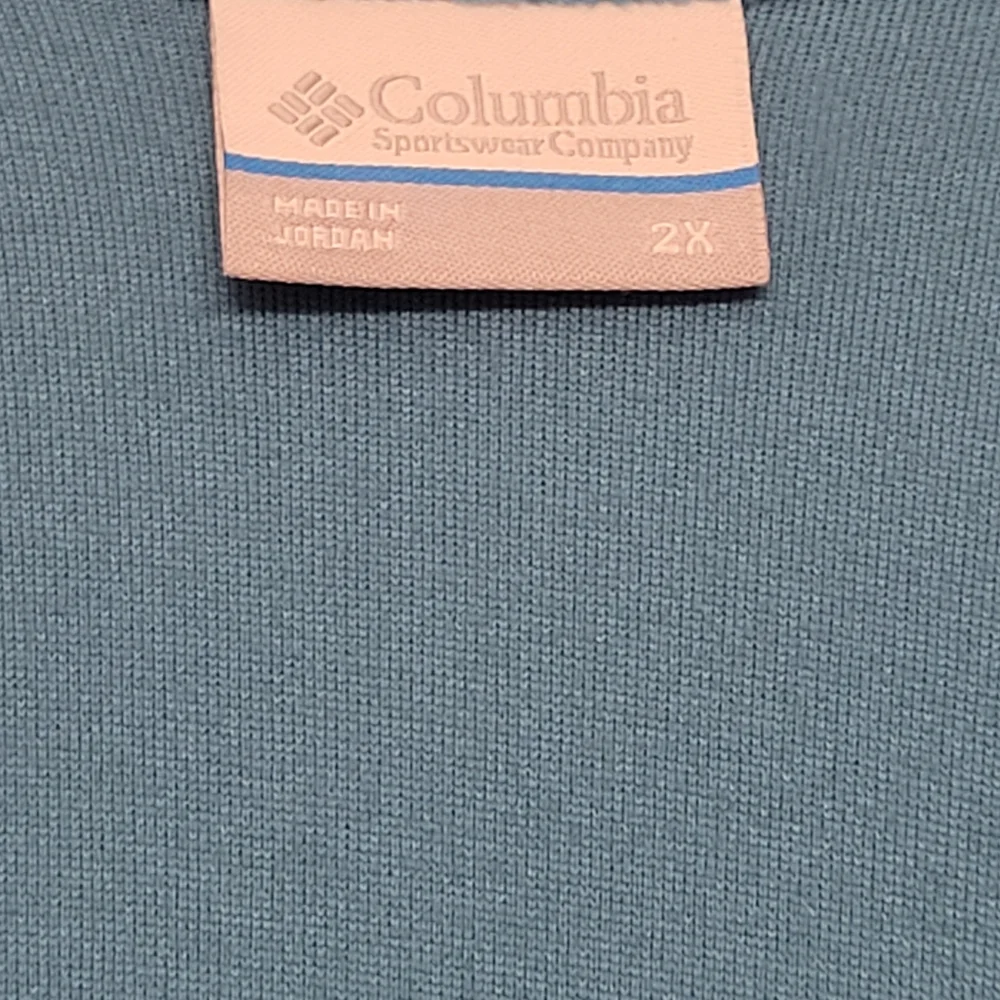 Columbia
Sportswear Company
MADE IN
JORDAN
2X